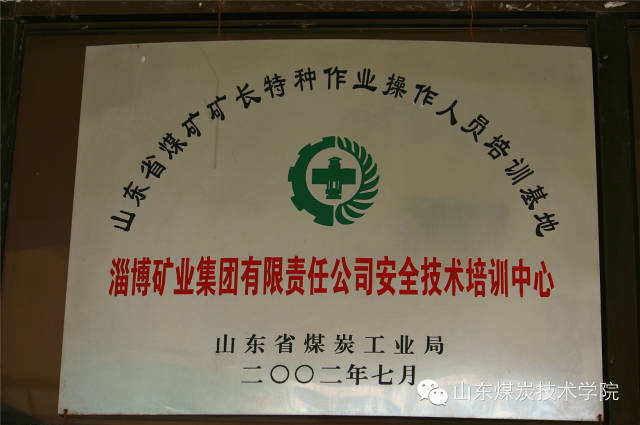 山东省煤矿矿长特种作业操作人员培训基地
淄博矿业集团有限责任公司安全技术培训中心
山东省煤炭工业局
二〇〇二年七月
山东煤炭技术学院